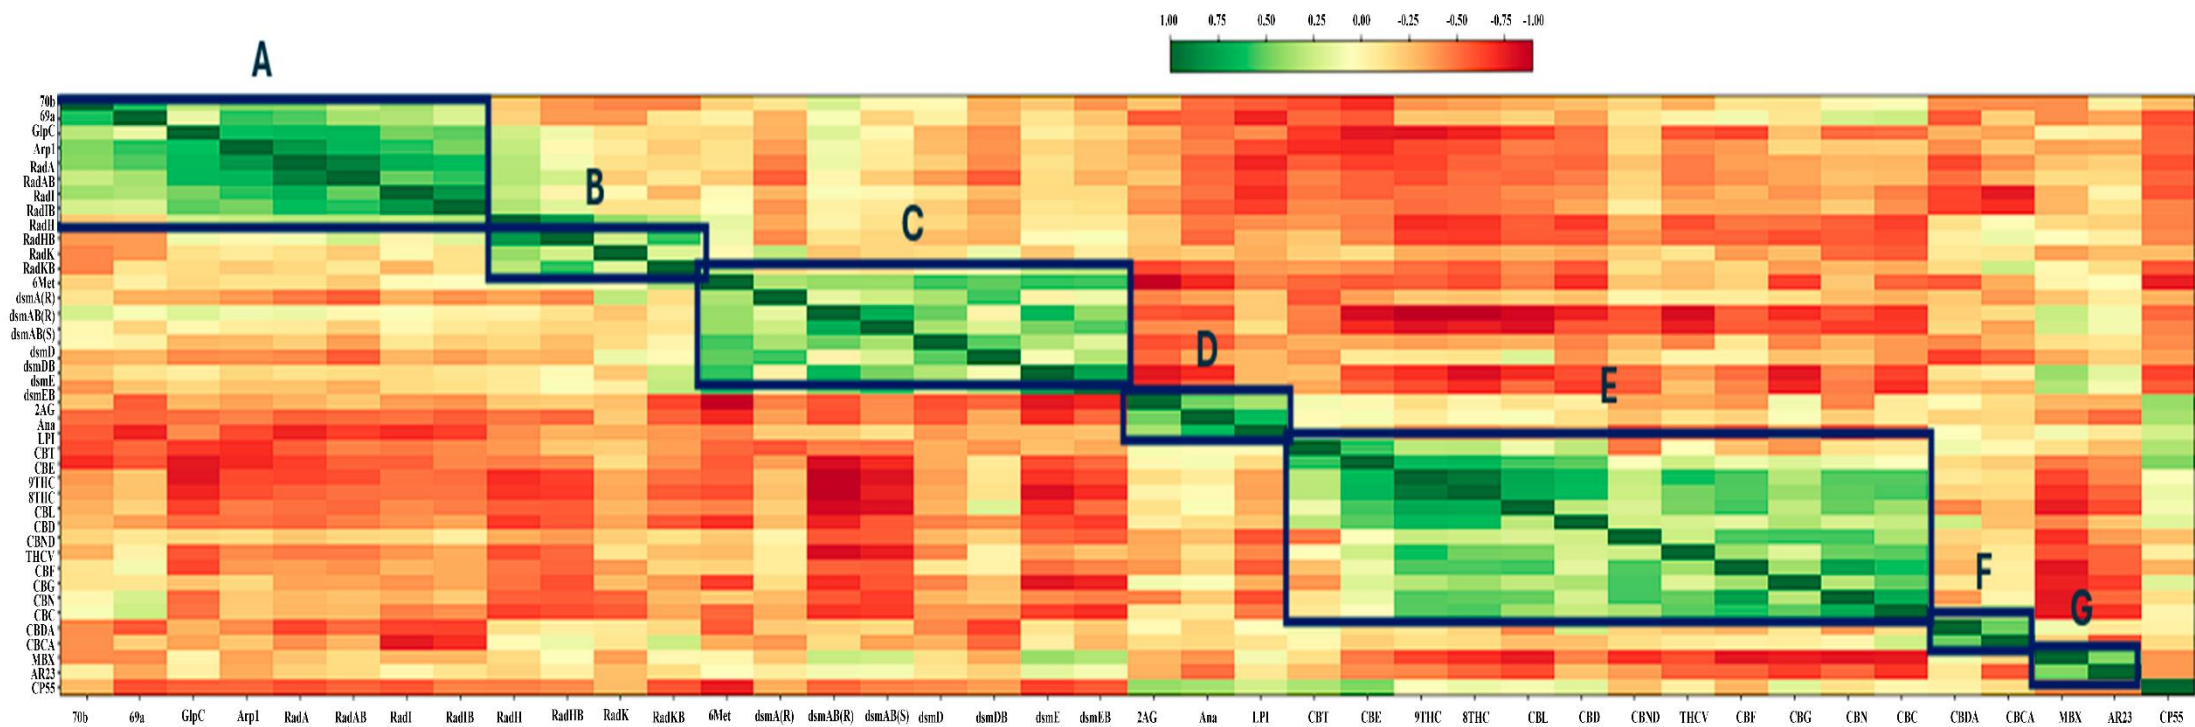 1.00 0.75 0.50 0.25 0.00 -0.25 -0.50 -0.75 -1.00
A
70b
69a
GlpC
Arp1
RadA
RadAB
RadI
RadIB
RadH
RadHB
RadK
RadKB
6Met
dsmA(R)
dsmAB(R)
dsmAB(S)
dsmD
dsmDB
dsmE
dsmEB
2AG
Ana
LPI
CBT
CBE
9THC
8THC
CBL
CBD
CBND
THCV
CBF
CBG
CBN
CBC
CBDA
CBCA
MBX
AR23
CP55
B
C
D
E
F
G
70b 69a GlpC Arp1 RadA RadAB RadI RadIB RadH RadHB RadK RadKB 6Met dsmA(R) dsmAB(R) dsmAB(S) dsmD dsmDB dsmE dsmEB 2AG Ana LPI CBT CBE 9THC 8THC CBL CBD CBND THCV CBF CBG CBN CBC CBDA CBCA MBX AR23 CP55